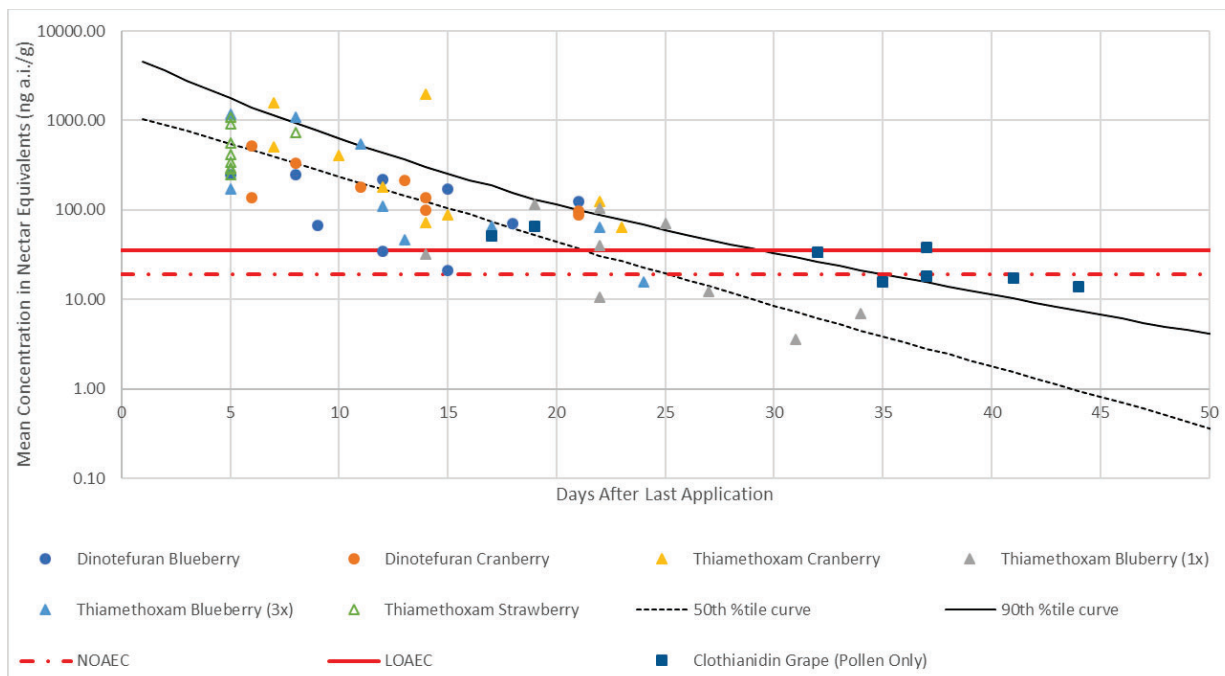 Mean Concentration in Nectar Equivalents (ng a.i./g)
10000.00
1000.00
100.00
10.00
1.00
0.10
0 5 10 15 20 25 30 35 40 45 50
Days After Last Application
Dinotefuran Blueberry Dinotefuran Cranberry Thiamethoxam Cranberry Thiamethoxam Bluberry (1x)
Thiamethoxam Blueberry (3x) Thiamethoxam Strawberry 50th %tile curve 90th %tile curve
NOAEC LOAEC Clothianidin Grape (Pollen Only)